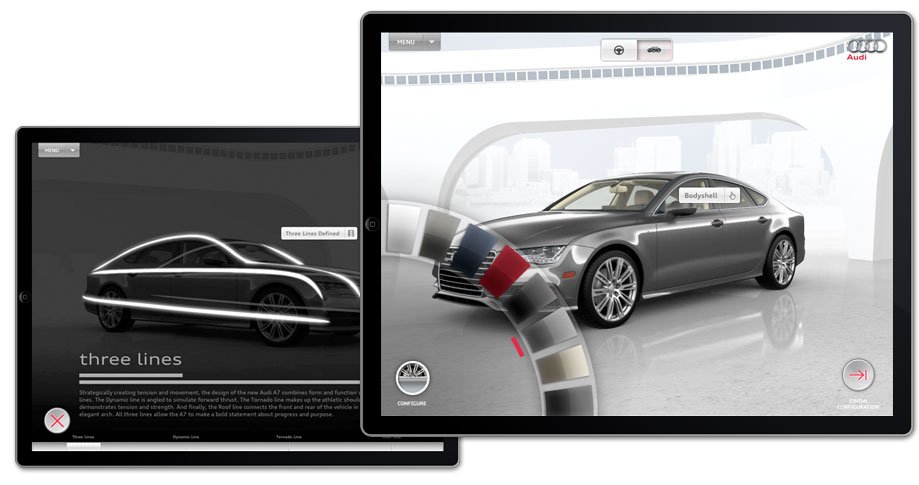 MENU
Audi
Bodyshell
CONFIGURE
STATUS
CONFIGURATION
MENU
Three Lines Defined
three lines
Strategically creating tension and movement, the design of the new Audi A7 combines form and function
lines. The Dynamic line is angled to simulate forward thrust. The Tornado line makes up the athletic
demonstrates tension and strength. And finally, the Roof line connects the front and rear of the vehicle in
elegant arch. All three lines allow the A7 to make a bold statement about progress and purpose.
Three Lines
Dynamic Line
Tornado Line